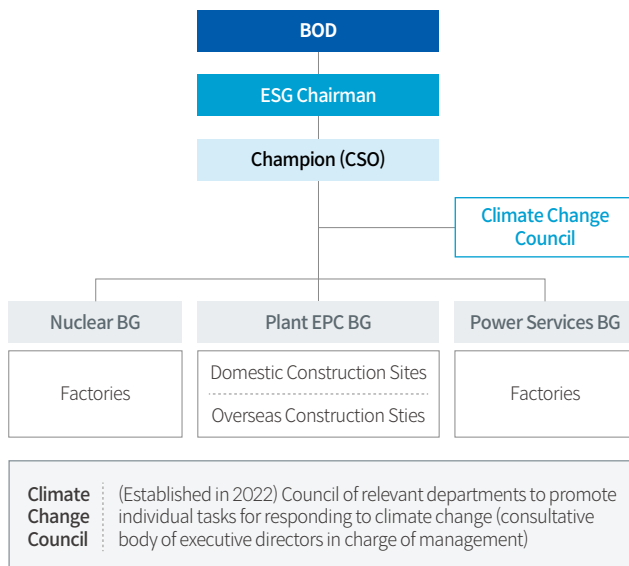 BOD
ESG Chairman
Champion (CSO)
Climate Change
Council
Nuclear BG
Plant EPC BG
Power Services BG
Factories
Domestic Construction Sites
Overseas Construction Sties
Factories
Climate
Change
Council
(Established in 2022) Council of relevant departments to promote
individual tasks for responding to climate change (consultative
body of executive directors in charge of management)